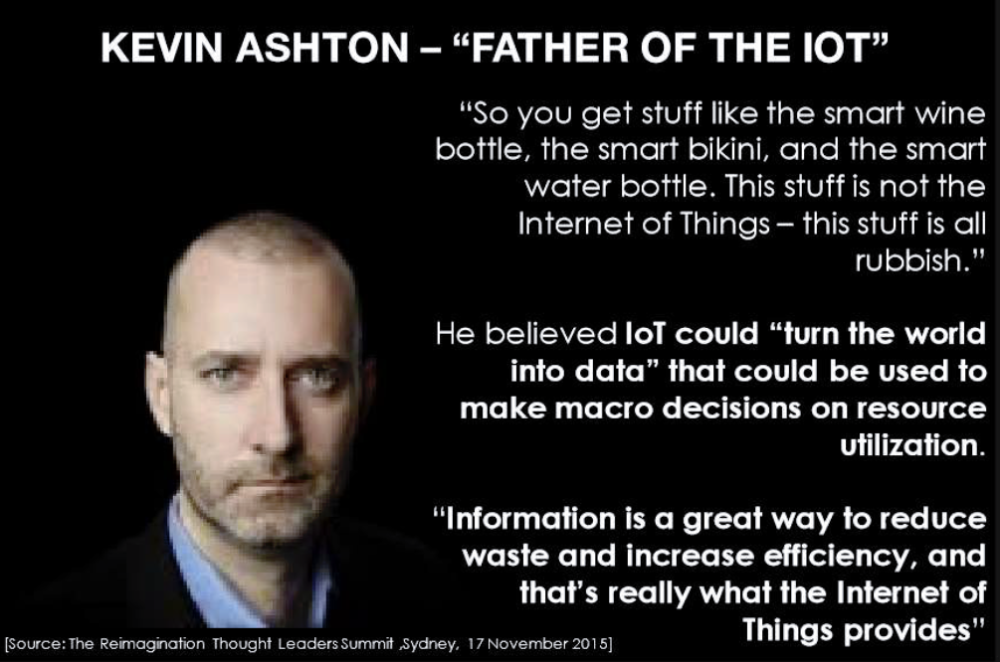 KEVIN ASHTON – “FATHER OF THE IOT”
“So you get stuff like the smart wine
bottle, the smart bikini, and the smart
water bottle. This stuff is not the
Internet of Things – this stuff is all
rubbish.”
He believed IoT could “turn the world
into data” that could be used to
make macro decisions on resource
utilization.
“Information is a great way to reduce
waste and increase efficiency, and
that’s really what the Internet of
Things provides”
[Source: The Reimagination Thought Leaders Summit ,Sydney, 17 November 2015]